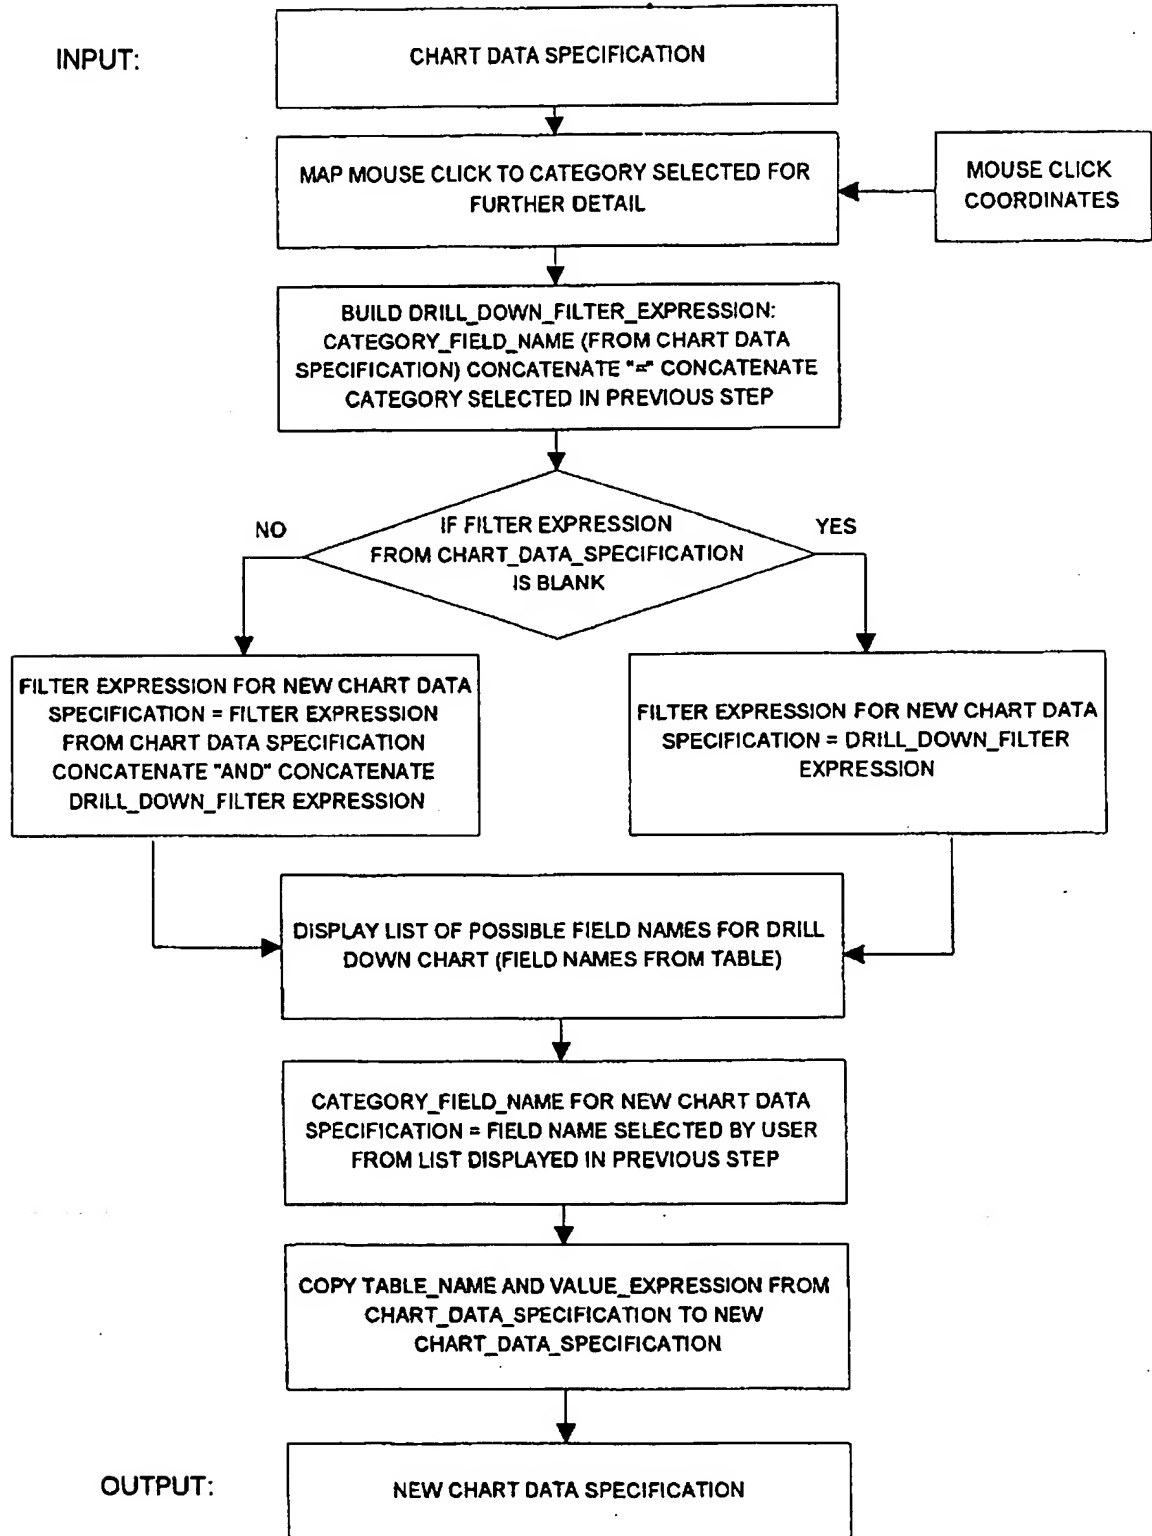 INPUT:
CHART DATA SPECIFICATION
MAP MOUSE CLICK TO CATEGORY SELECTED FOR
FURTHER DETAIL
MOUSE CLICK
COORDINATES
BUILD DRILL_DOWN_FILTER_EXPRESSION:
CATEGORY_FIELD_NAME (FROM CHART DATA
SPECIFICATION) CONCATENATE "=" CONCATENATE
CATEGORY SELECTED IN PREVIOUS STEP
IF FILTER EXPRESSION
FROM CHART_DATA_SPECIFICATION
IS BLANK
NO
YES
FILTER EXPRESSION FOR NEW CHART DATA
SPECIFICATION = FILTER EXPRESSION
FROM CHART DATA SPECIFICATION
CONCATENATE "AND" CONCATENATE
DRILL_DOWN_FILTER EXPRESSION
FILTER EXPRESSION FOR NEW CHART DATA
SPECIFICATION = DRILL_DOWN_FILTER
EXPRESSION
DISPLAY LIST OF POSSIBLE FIELD NAMES FOR DRILL
DOWN CHART (FIELD NAMES FROM TABLE)
CATEGORY_FIELD_NAME FOR NEW CHART DATA
SPECIFICATION = FIELD NAME SELECTED BY USER
FROM LIST DISPLAYED IN PREVIOUS STEP
COPY TABLE_NAME AND VALUE_EXPRESSION FROM
CHART_DATA_SPECIFICATION TO NEW
CHART_DATA_SPECIFICATION
OUTPUT:
NEW CHART DATA SPECIFICATION